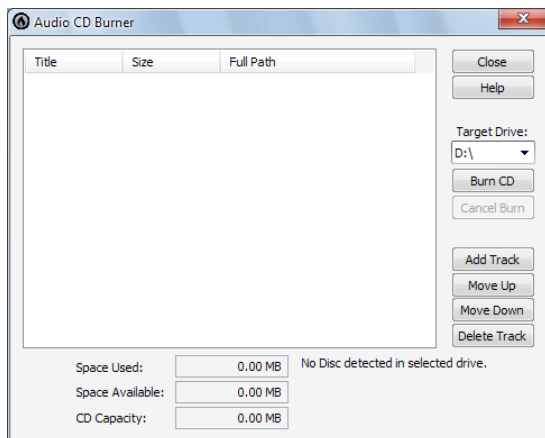 Audio CD Burner
Title Size Full Path
Close
Help
Target Drive:
D:\
Burn CD
Cancel Burn
Add Track
Move Up
Move Down
Delete Track
Space Used: 0.00 MB No Disc detected in selected drive.
Space Available: 0.00 MB
CD Capacity: 0.00 MB